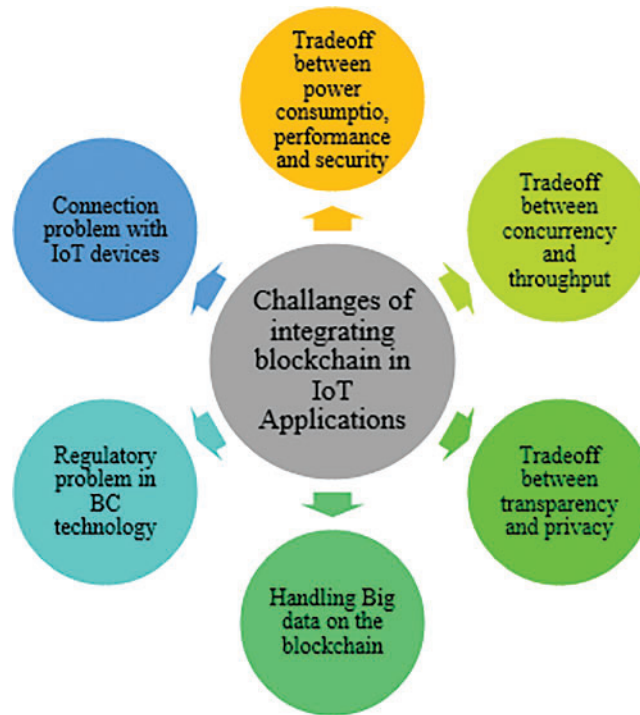 Tradeoff
between
power
consumptio,
performance
and security
Tradeoff
between
concurrency
and
throughput
Tradeoff
between
transparency
and privacy
Handling Big
data on the
blockchain
Regulatory
problem in
BC
technology
Connection
problem with
IoT devices
Challanges of
integrating
blockchain in
IoT
Applications